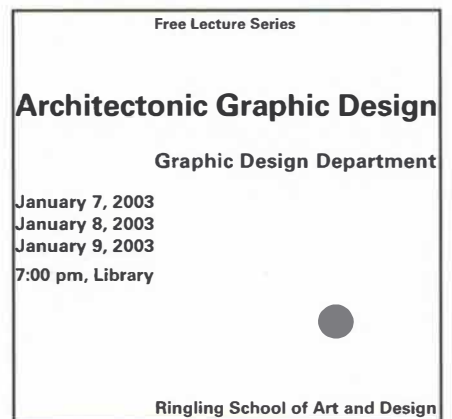 Free Lecture Series
Architectonic Graphic Design
Graphic Design Department
January 7, 2003
January 8, 2003
January 9, 2003
7:00 pm, Library
Ringling School of Art and Design